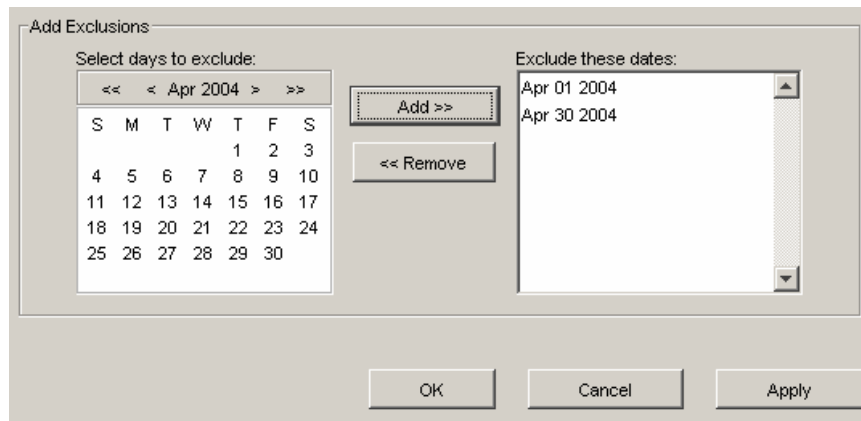 Add Exclusions
Select days to exclude:
<< < Apr 2004 > >>
S M T W T F S
1 2 3
4 5 6 7 8 9 10
11 12 13 14 15 16 17
18 19 20 21 22 23 24
25 26 27 28 29 30
Add >>
<< Remove
Exclude these dates:
Apr 01 2004
Apr 30 2004
OK
Cancel
Apply